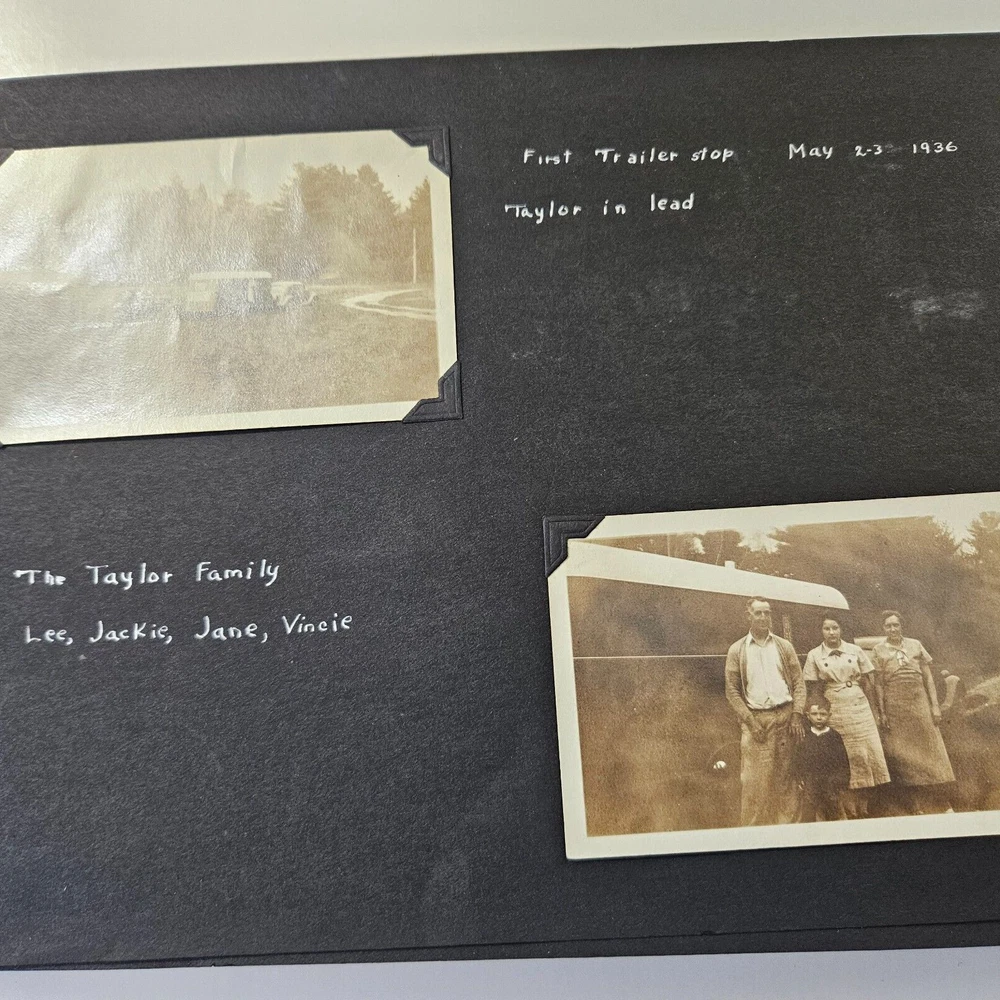 First Trailer stop May 2-3 1936
Taylor in lead
The Taylor Family
Lee, Jackie, Jane, Vincie